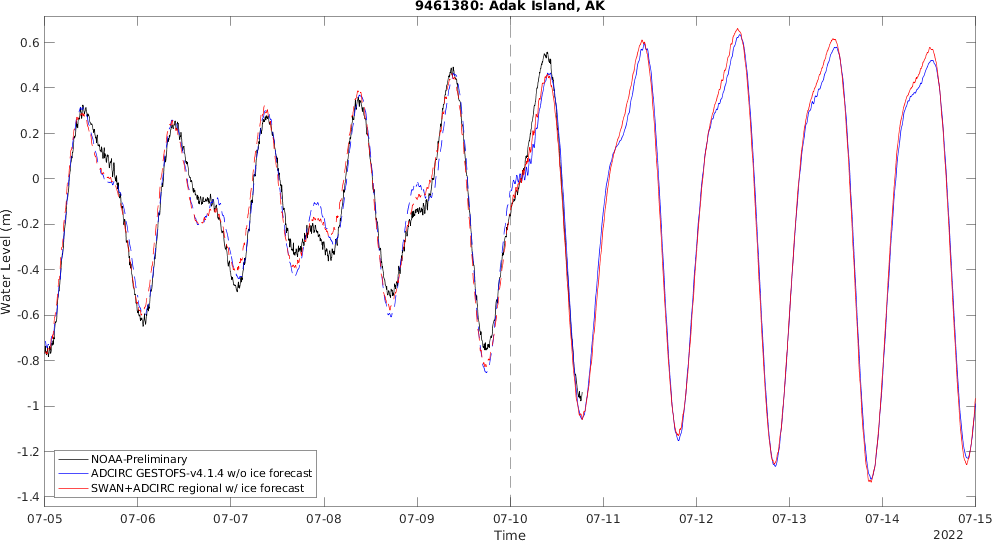 9461380: Adak Island, AK
Water Level (m)
0.6
0.4
0.2
0
-0.2
-0.4
-0.6
-0.8
-1
-1.2
-1.4
NOAA-Preliminary
ADCIRC GESTOFS-v4.1.4 w/o ice forecast
SWAN+ADCIRC regional w/ ice forecast
07-05 07-06 07-07 07-08 07-09 07-10 07-11 07-12 07-13 07-14 07-15
Time
2022